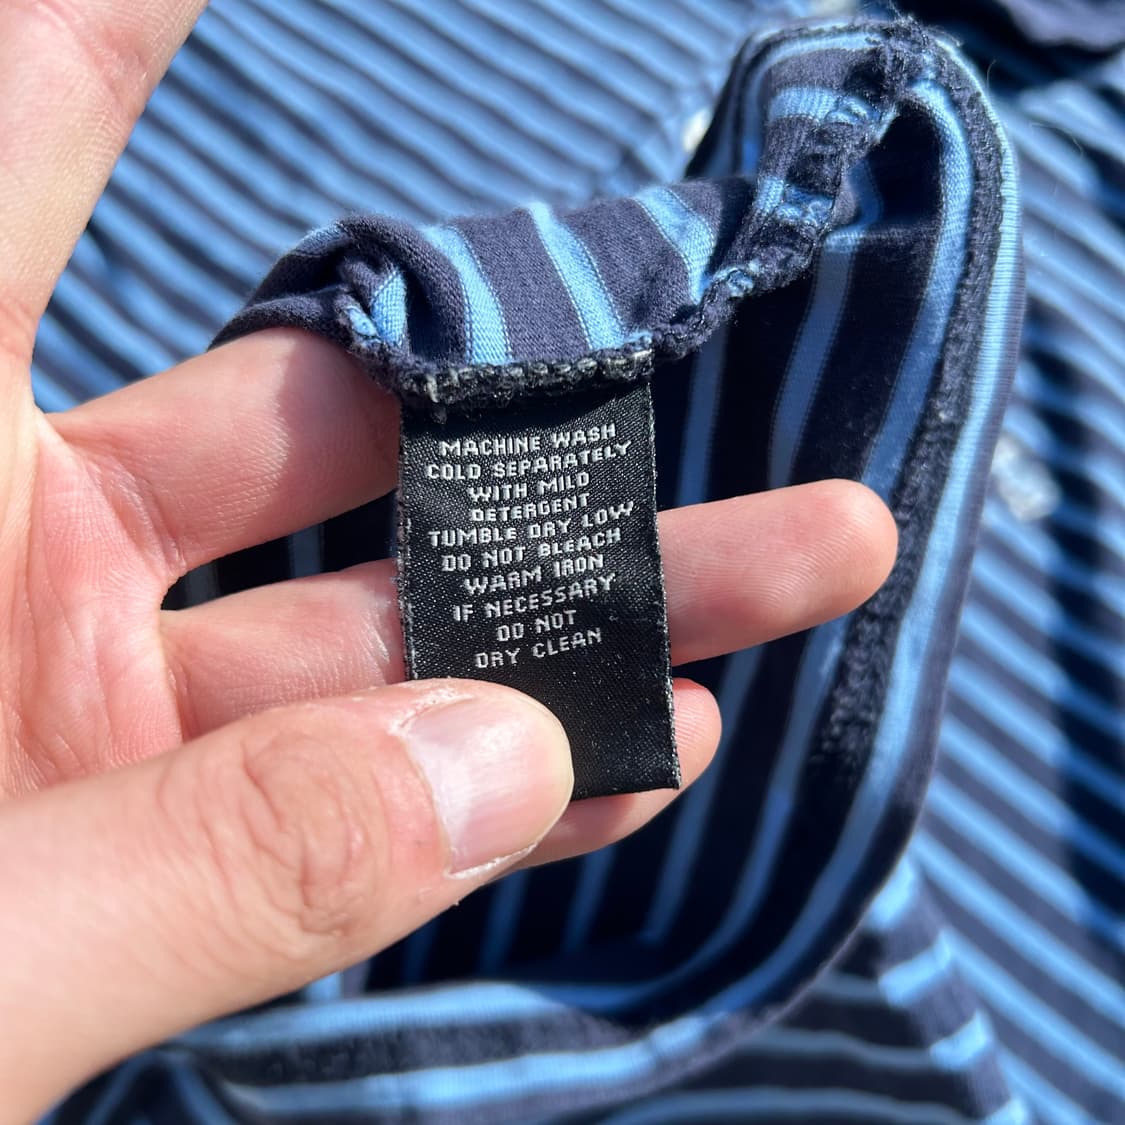 MACHINE WASH
COLD SEPARATELY
WITH MILD
DETERGENT
TUMBLE DRY LOW
DO NOT BLEACH
WARM IRON
IF NECESSARY
DO NOT
DRY CLEAN